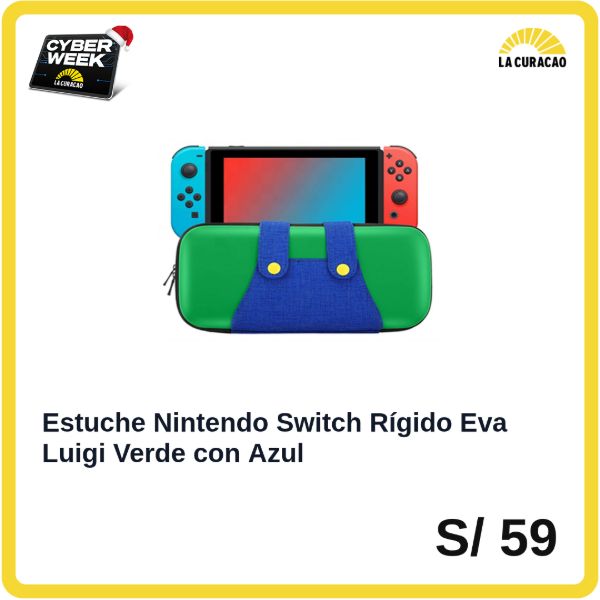 CYBER
WEEK
LA CURACAO
LA CURACAO
Estuche Nintendo Switch Rígido Eva
Luigi Verde con Azul
S/ 59